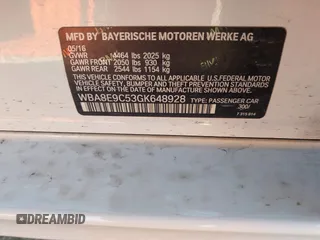 MFD BY BAYERISCHE MOTOREN WERKE AG
05/16
GVWR 4464 lbs 2025 kg
GAWR FRONT 2050 lbs 930 kg
GAWR REAR 2544 lbs 1154 kg
THIS VEHICLE CONFORMS TO ALL
APPLICABLE U.S.FEDERAL MOTOR
VEHICLE SAFETY, BUMPER, AND
THEFT PREVENTION STANDARDS
IN EFFECT ON THE DATE OF
MANUFACTURE SHOWN ABOVE.
WBA8E9C53GK648928
TYPE: PASSENGER CAR
300/
DREAMBID